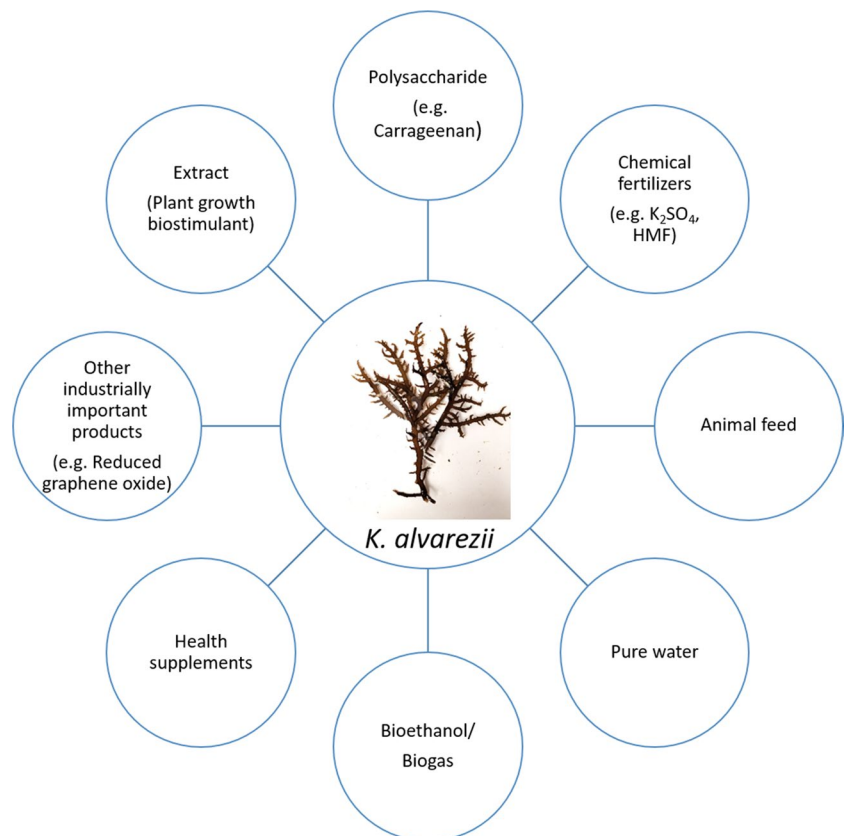 Polysaccharide
(e.g.
Carrageenan)
Chemical
fertilizers
(e.g. K₂SO₄,
HMF)
Animal feed
Pure water
Bioethanol/
Biogas
Health
supplements
Other
industrially
important
products
(e.g. Reduced
graphene oxide)
Extract
(Plant growth
biostimulant)
K. alvarezii